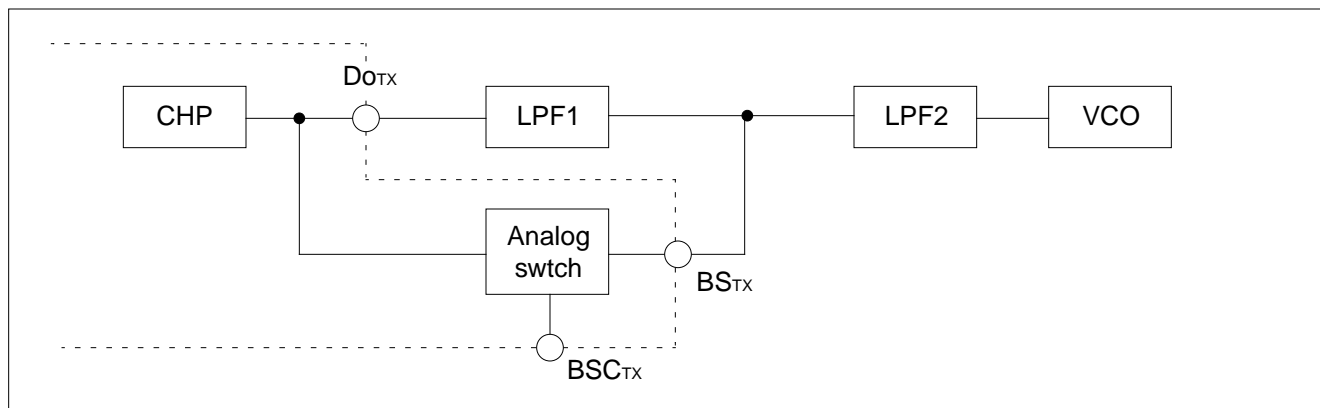 DoTX
CHP
LPF1
LPF2
VCO
Analog
swtch
BSTX
BSCTX